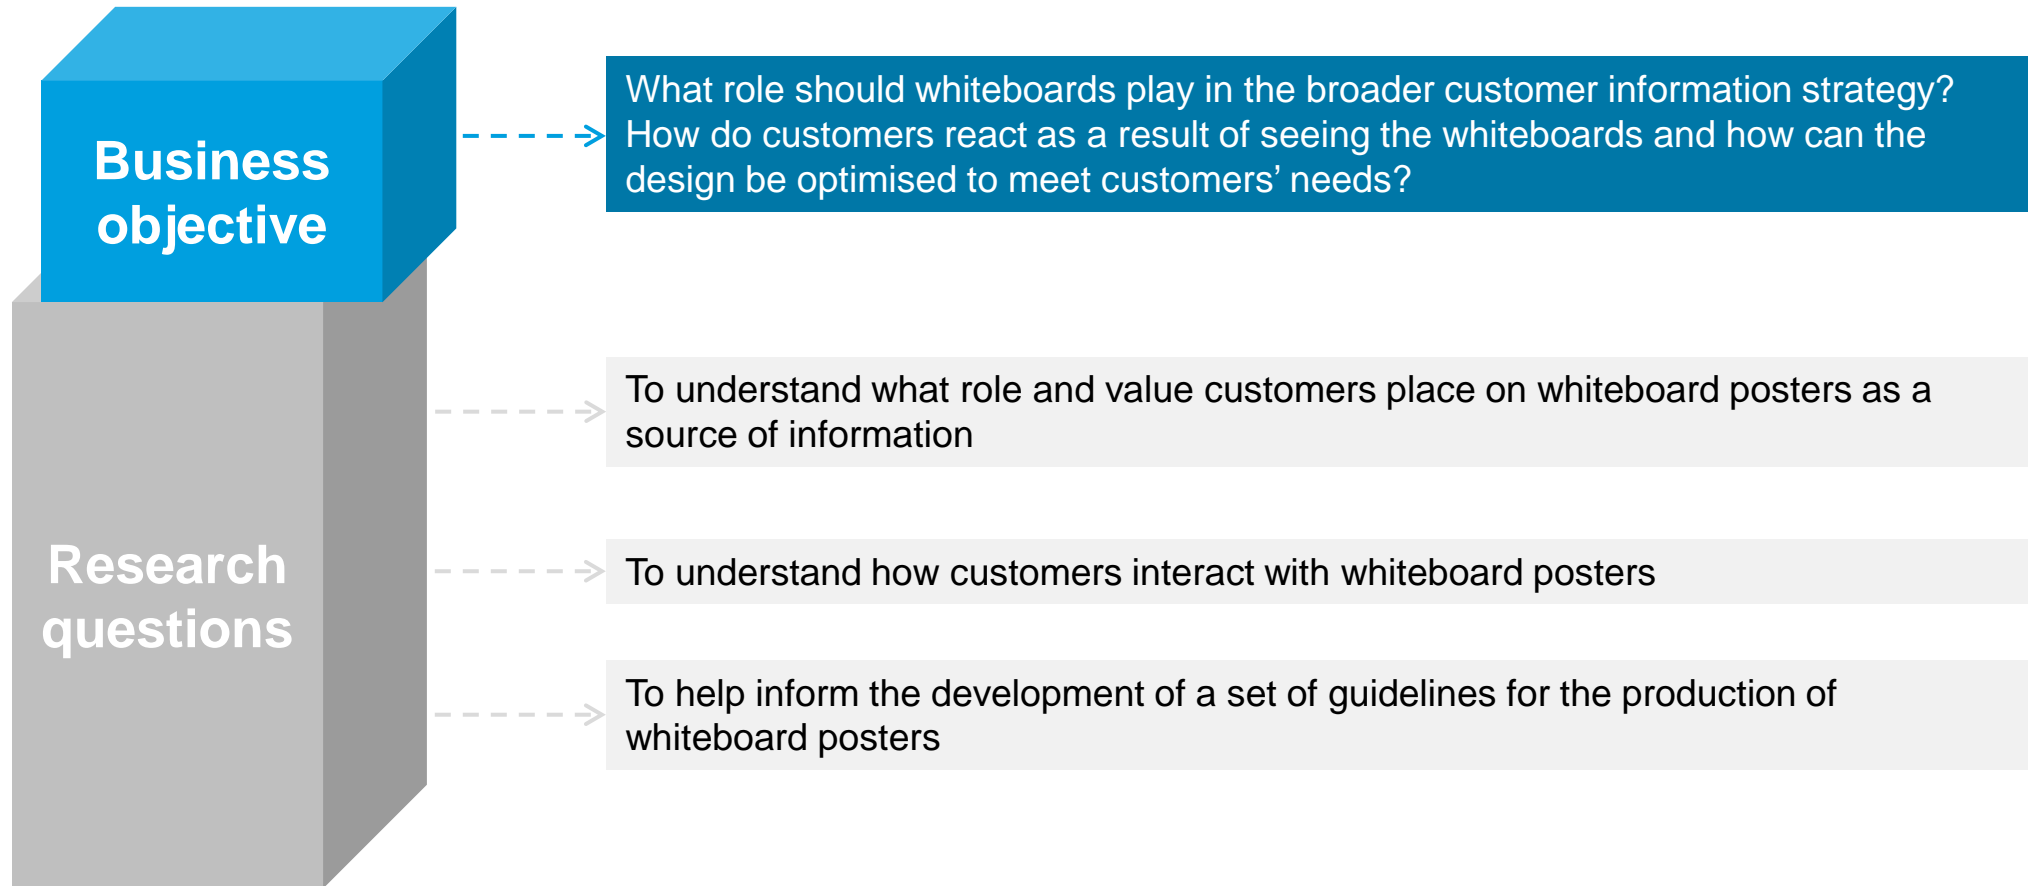 Business
objective
What role should whiteboards play in the broader customer information strategy?
How do customers react as a result of seeing the whiteboards and how can the
design be optimised to meet customers’ needs?
Research
questions
To understand what role and value customers place on whiteboard posters as a
source of information
To understand how customers interact with whiteboard posters
To help inform the development of a set of guidelines for the production of
whiteboard posters